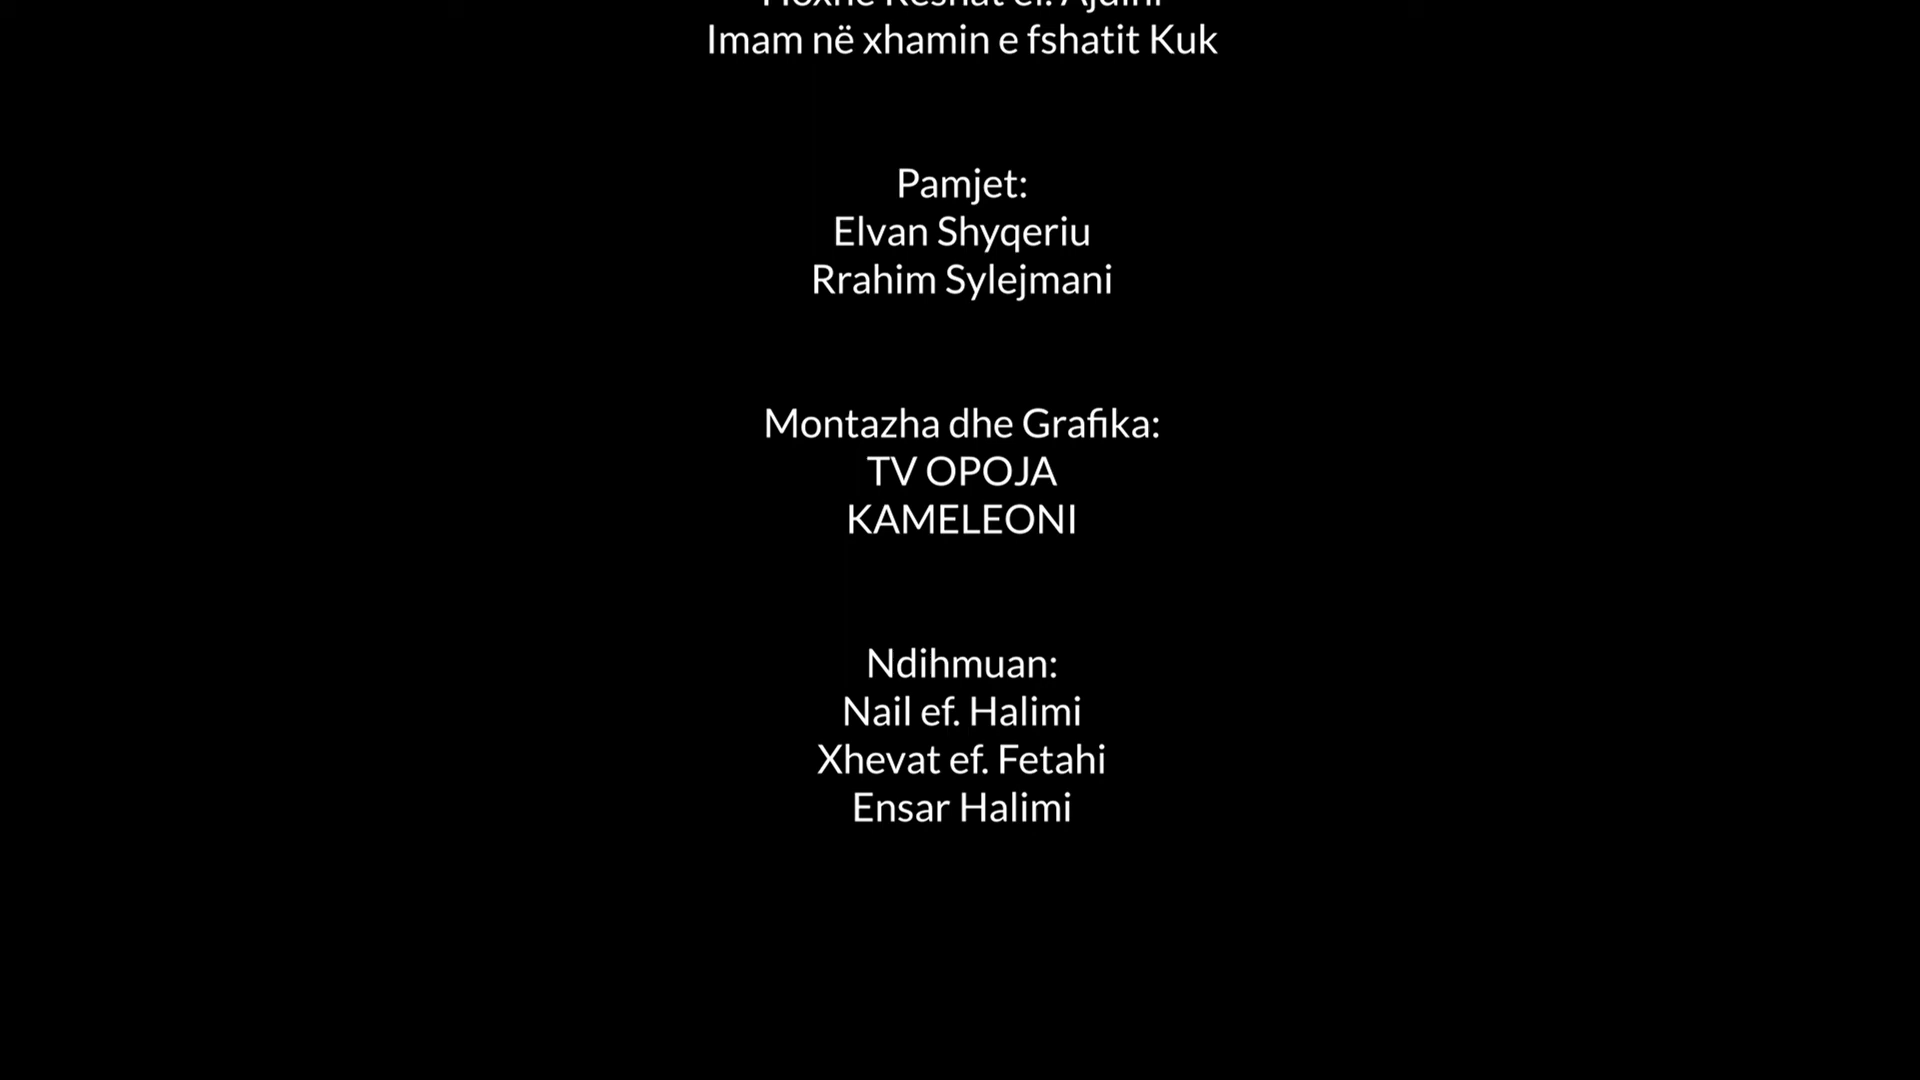 ef.
Imam në xhamin e fshatit Kuk
Pamjet:
Elvan Shyqeriu
Rrahim Sylejmani
Montazha dhe Grafika:
TV OPOJA
KAMELEONI
Ndihmuan:
Nail ef. Halimi
Xhevat ef. Fetahi
Ensar Halimi